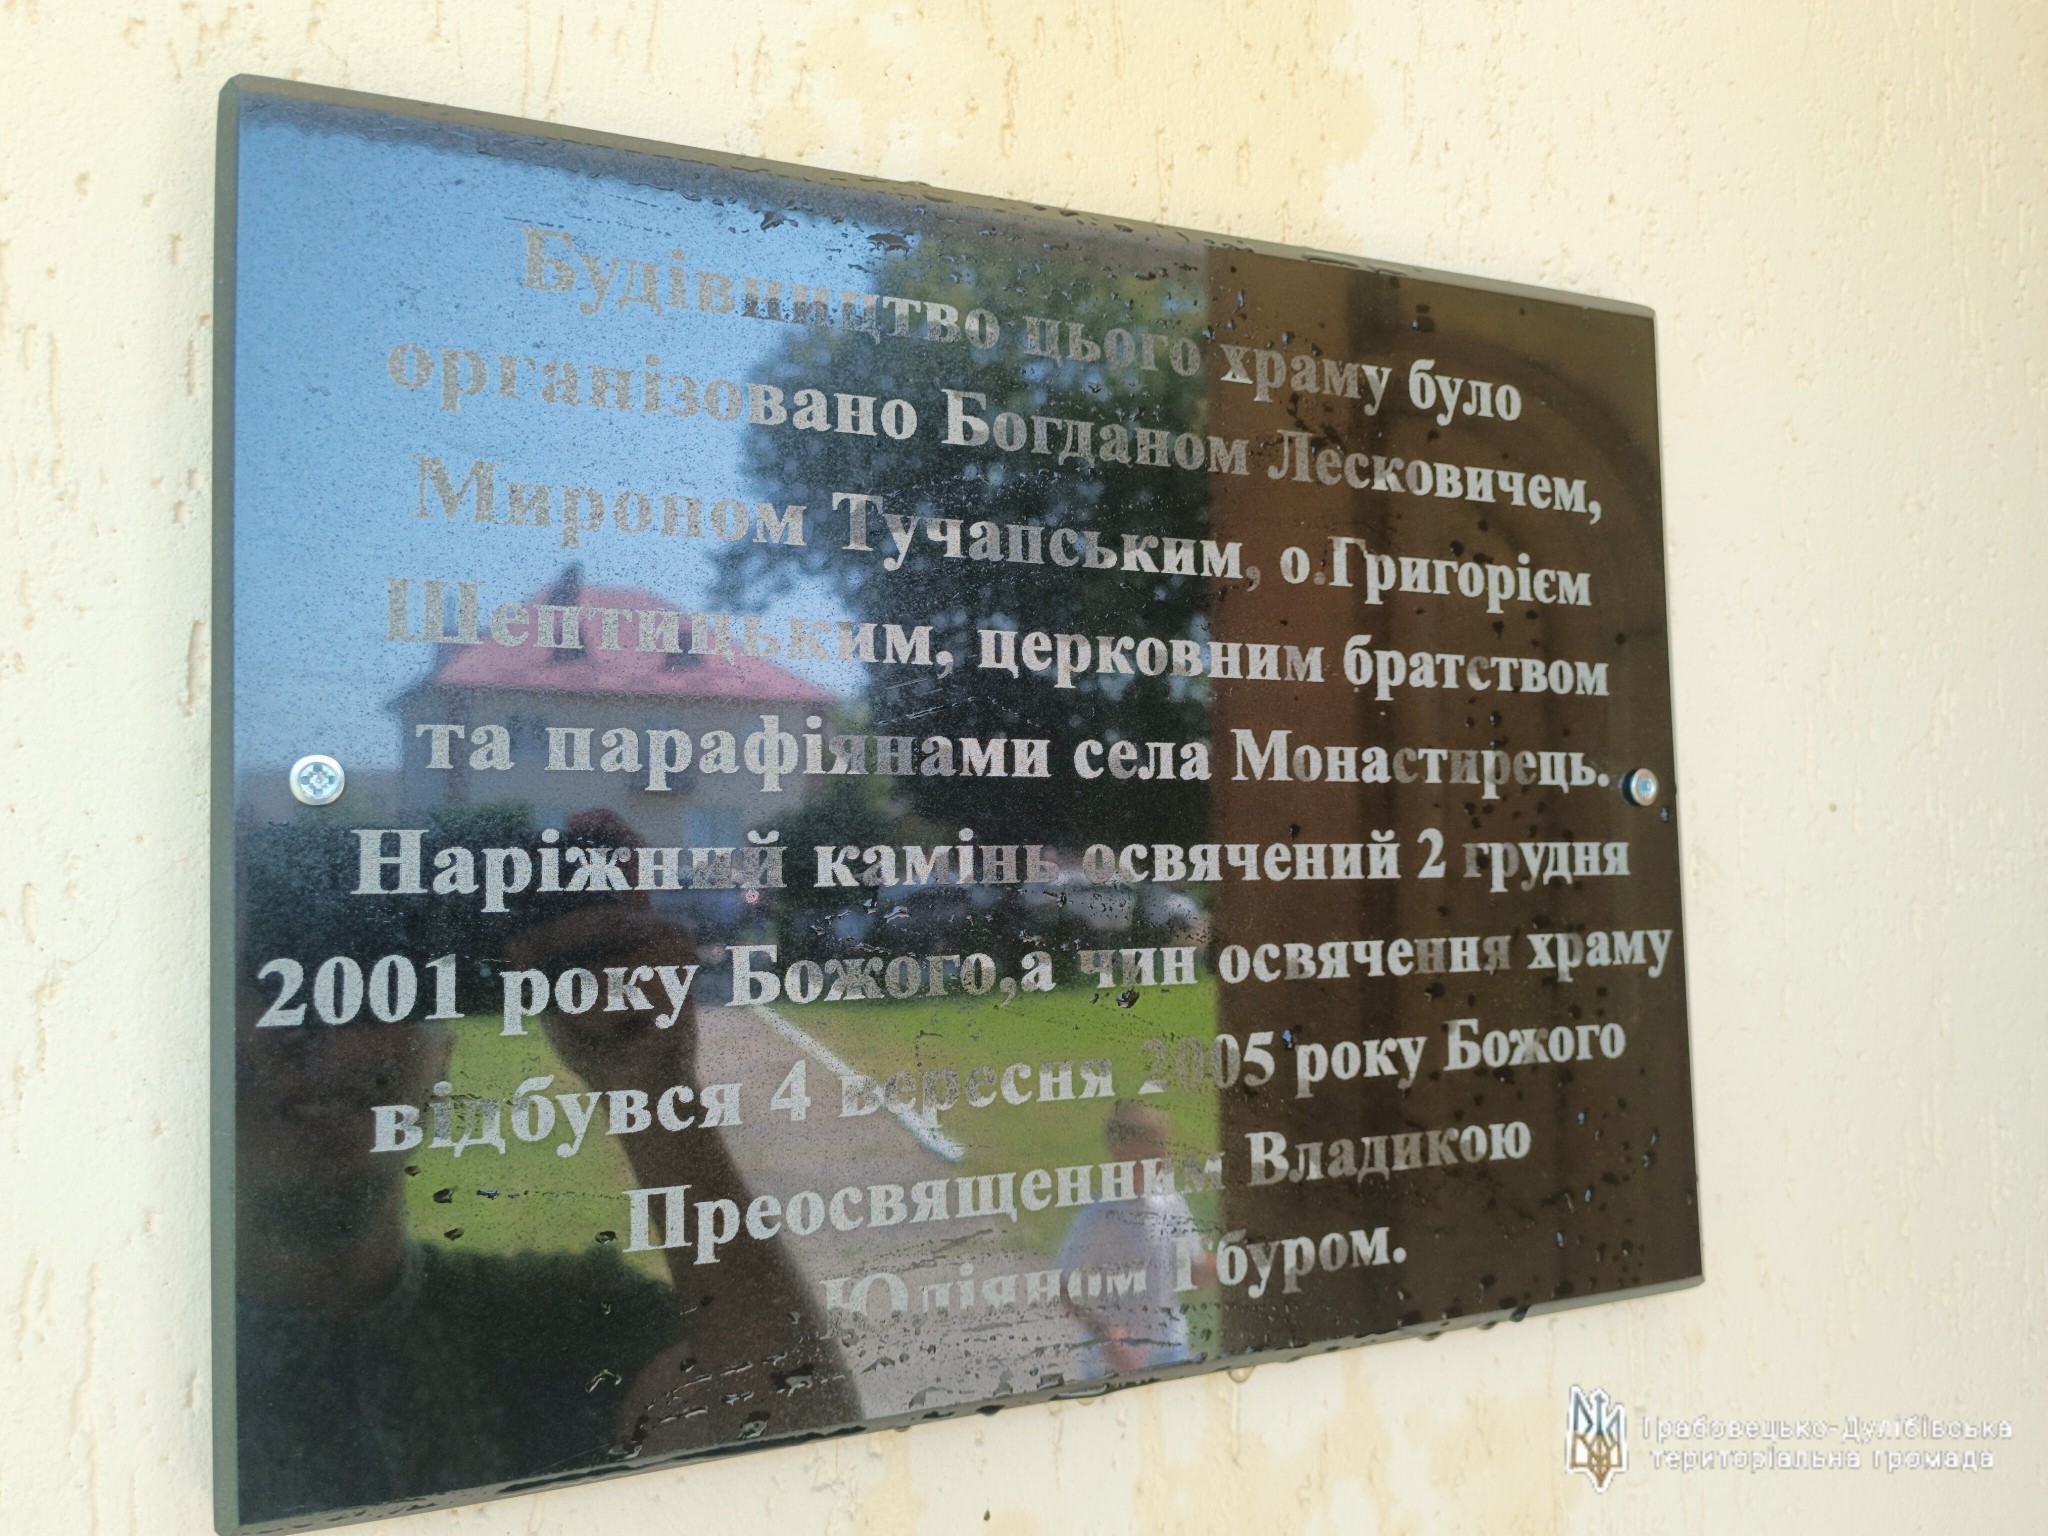 Будівництво цього храму було
організовано Богданом Лесковичем,
Мироном Тучапським, о.Григорієм
Шептицьким, церковним братством
та парафіянами села Монастирець.
Наріжний камінь освячений 2 грудня
2001 року Божого,а чин освячення храму
відбувся 4 вересня 2005 року Божого
Преосвященним Владикою
Юліяном Гбуром.
Грабовецько-Дулібівська
територіальна громада